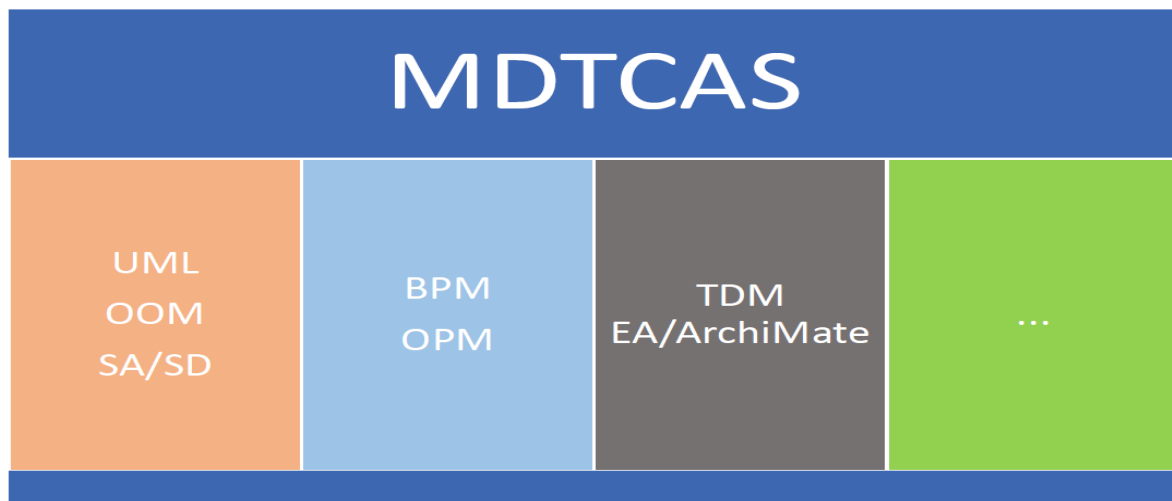 MDTCAS
UML
OOM
SA/SD
BPM
OPM
TDM
EA/ArchiMate
...